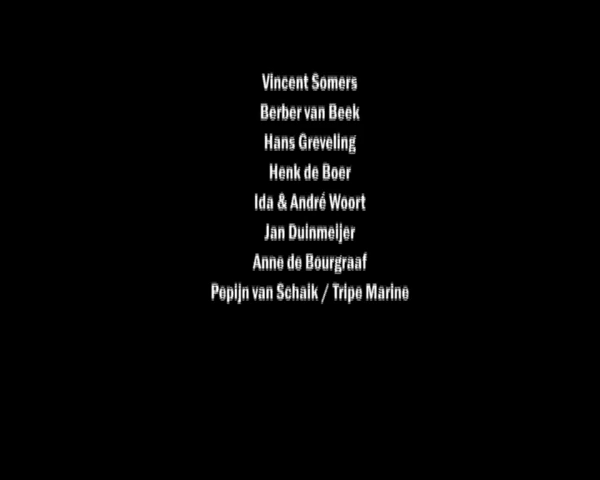 Vincent Somers
Berber van Beek
Hans Greveling
Henk de Boer
Ida & André Woort
Jan Duinmeijer
Anne de Bourgraaf
Pepijn van Schaik / Tripe Marine